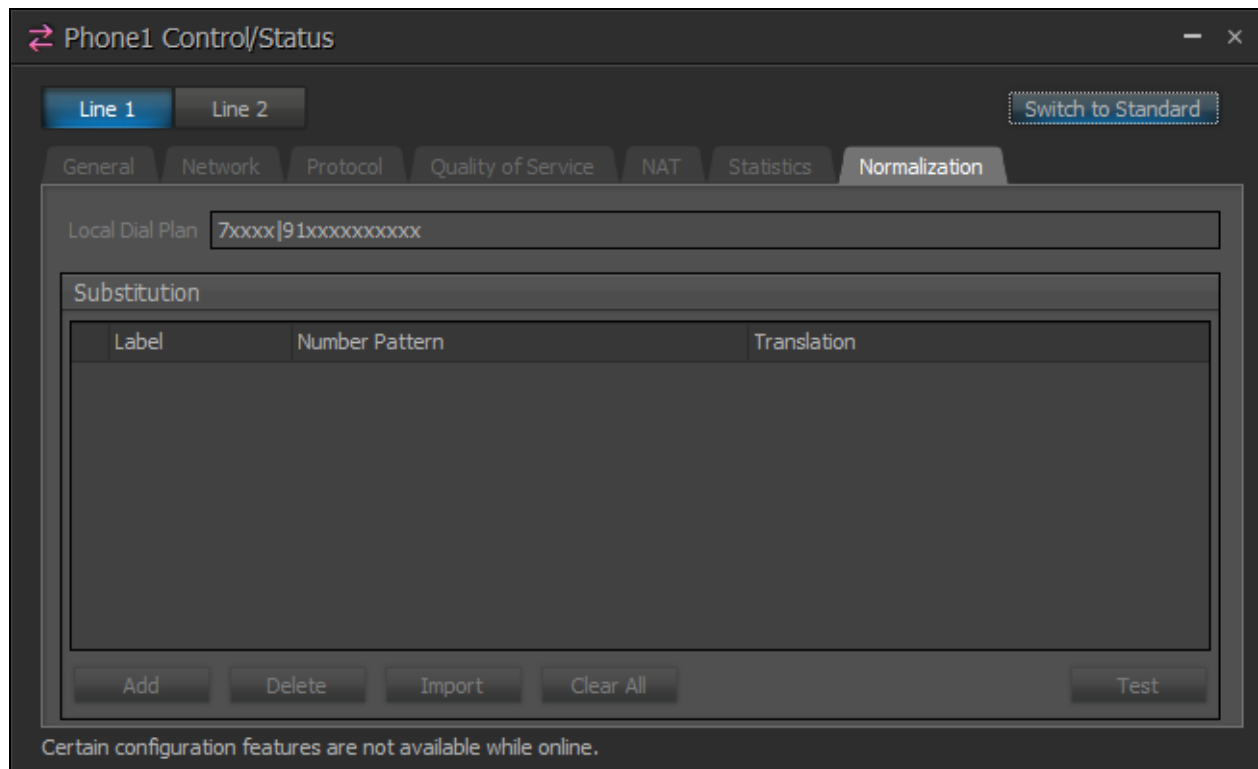 Phone1 Control/Status
Line 1 Line 2 Switch to Standard
General Network Protocol Quality of Service NAT Statistics Normalization
Local Dial Plan 7xxxx|91xxxxxxxxxx
Substitution
Label Number Pattern Translation
Add Delete Import Clear All Test
Certain configuration features are not available while online.